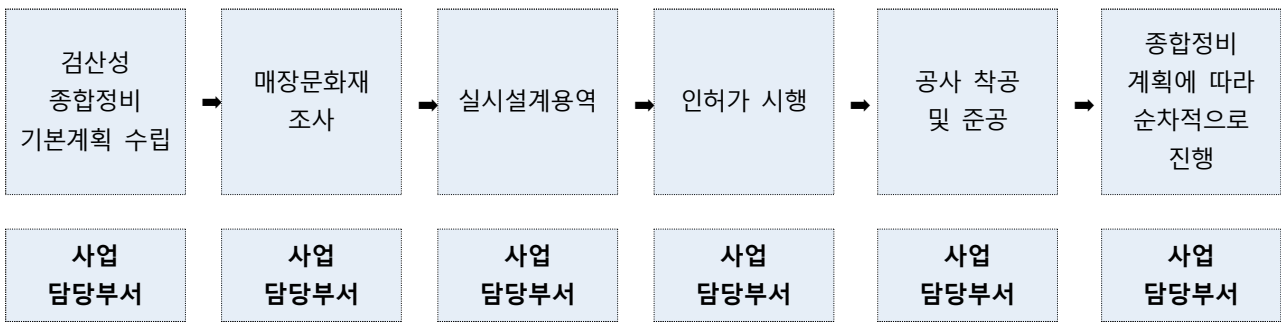 검산성
종합정비
기본계획 수립
➡
매장문화재
조사
➡
실시설계용역
➡
인허가 시행
➡
공사 착공
및 준공
➡
종합정비
계획에 따라
순차적으로
진행
사업
담당부서
사업
담당부서
사업
담당부서
사업
담당부서
사업
담당부서
사업
담당부서